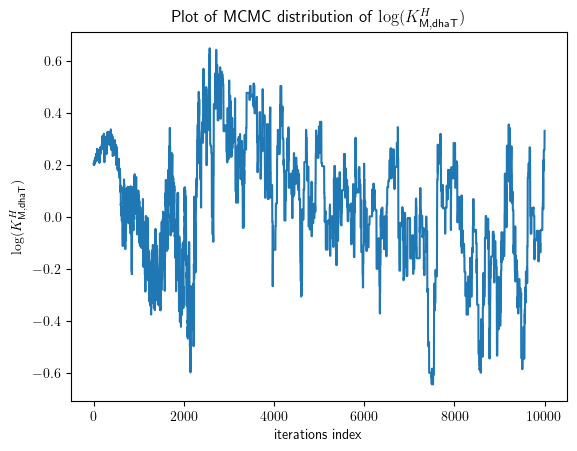 Plot of MCMC distribution of log(K^H_M,dhaT)
log(K^H_M,dhaT)
0.6
0.4
0.2
0.0
−0.2
−0.4
−0.6
0 2000 4000 6000 8000 10000
iterations index